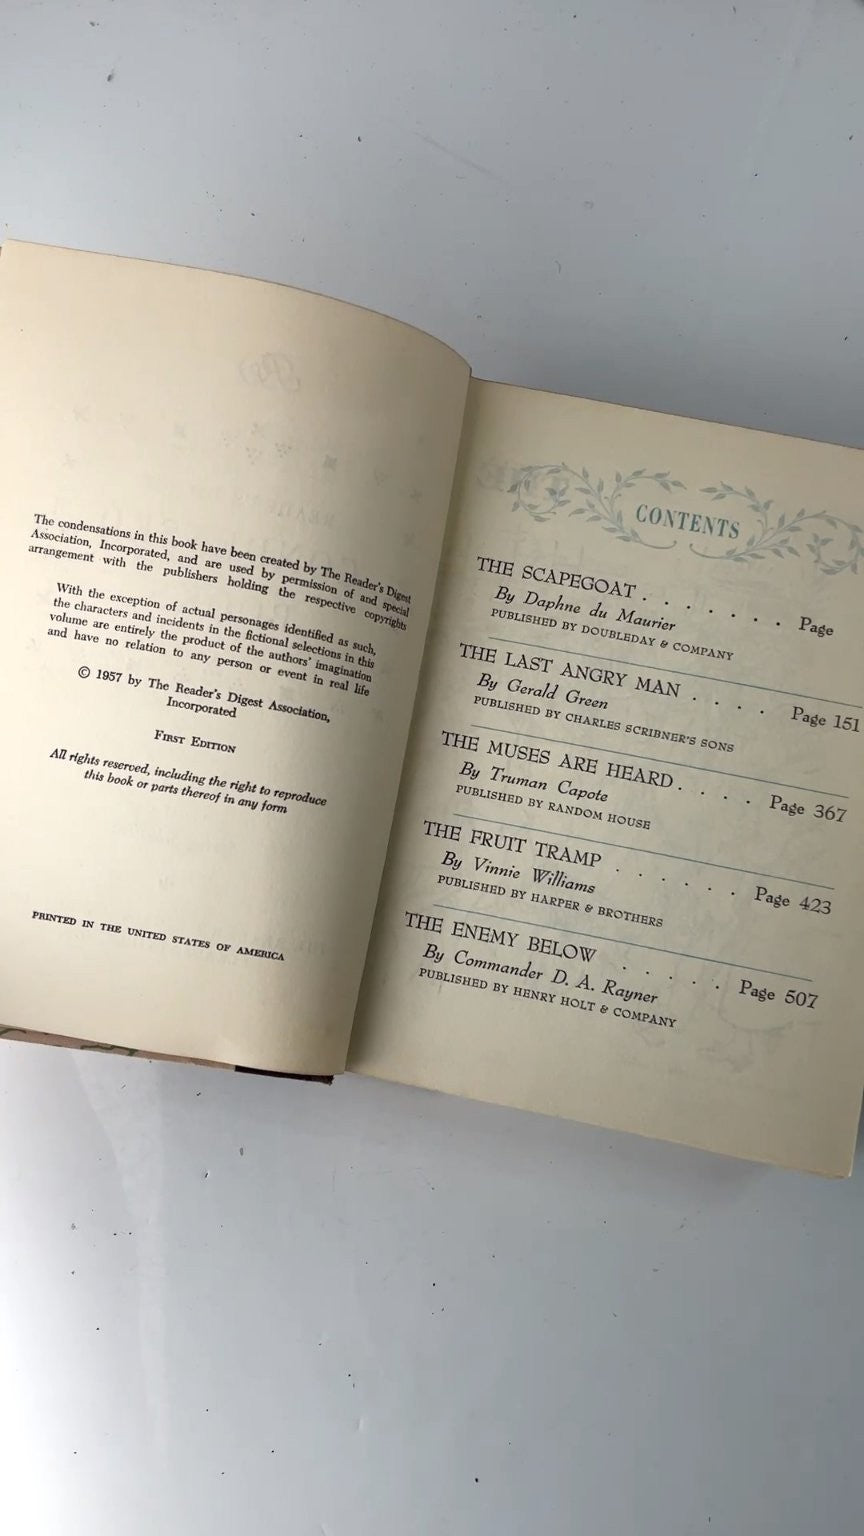 The condensations in this book have been created by The Reader's Digest
Association, Incorporated, and are used by permission of and special
arrangement with the publishers holding the respective copyrights
With the exception of actual personages identified as such,
the characters and incidents in the fictional selections in this
volume are entirely the product of the authors' imagination
and have no relation to any person or event in real life
© 1957 by The Reader's Digest Association,
Incorporated
First Edition
All rights reserved, including the right to reproduce
this book or parts thereof in any form
PRINTED IN THE UNITED STATES OF AMERICA
CONTENTS
THE SCAPEGOAT . . . . . . . Page
By Daphne du Maurier
PUBLISHED BY DOUBLEDAY & COMPANY
THE LAST ANGRY MAN . . . . Page 151
By Gerald Green
PUBLISHED BY CHARLES SCRIBNER'S SONS
THE MUSES ARE HEARD . . . . Page 367
By Truman Capote
PUBLISHED BY RANDOM HOUSE
THE FRUIT TRAMP . . . . . . Page 423
By Vinnie Williams
PUBLISHED BY HARPER & BROTHERS
THE ENEMY BELOW . . . . . Page 507
By Commander D. A. Rayner
PUBLISHED BY HENRY HOLT & COMPANY